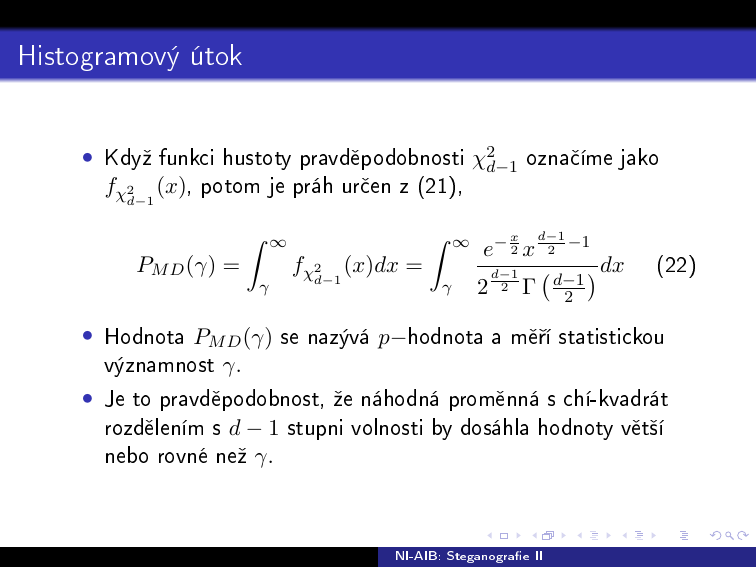 Histogramový útok
• Když funkci hustoty pravděpodobnosti $\chi^2_{d-1}$ označíme jako
$f_{\chi^2_{d-1}}(x)$, potom je práh určen z (21),
$P_{MD}(\gamma) = \int_{\gamma}^{\infty} f_{\chi^2_{d-1}}(x)dx = \int_{\gamma}^{\infty} \frac{e^{-\frac{x}{2}} x^{\frac{d-1}{2}-1}}{2^{\frac{d-1}{2}} \Gamma\left(\frac{d-1}{2}\right)} dx$ (22)
• Hodnota $P_{MD}(\gamma)$ se nazývá $p-$hodnota a měří statistickou
významnost $\gamma$.
• Je to pravděpodobnost, že náhodná proměnná s chí-kvadrát
rozdělením s $d-1$ stupni volnosti by dosáhla hodnoty větší
nebo rovné než $\gamma$.
NI-AIB: Steganografie II